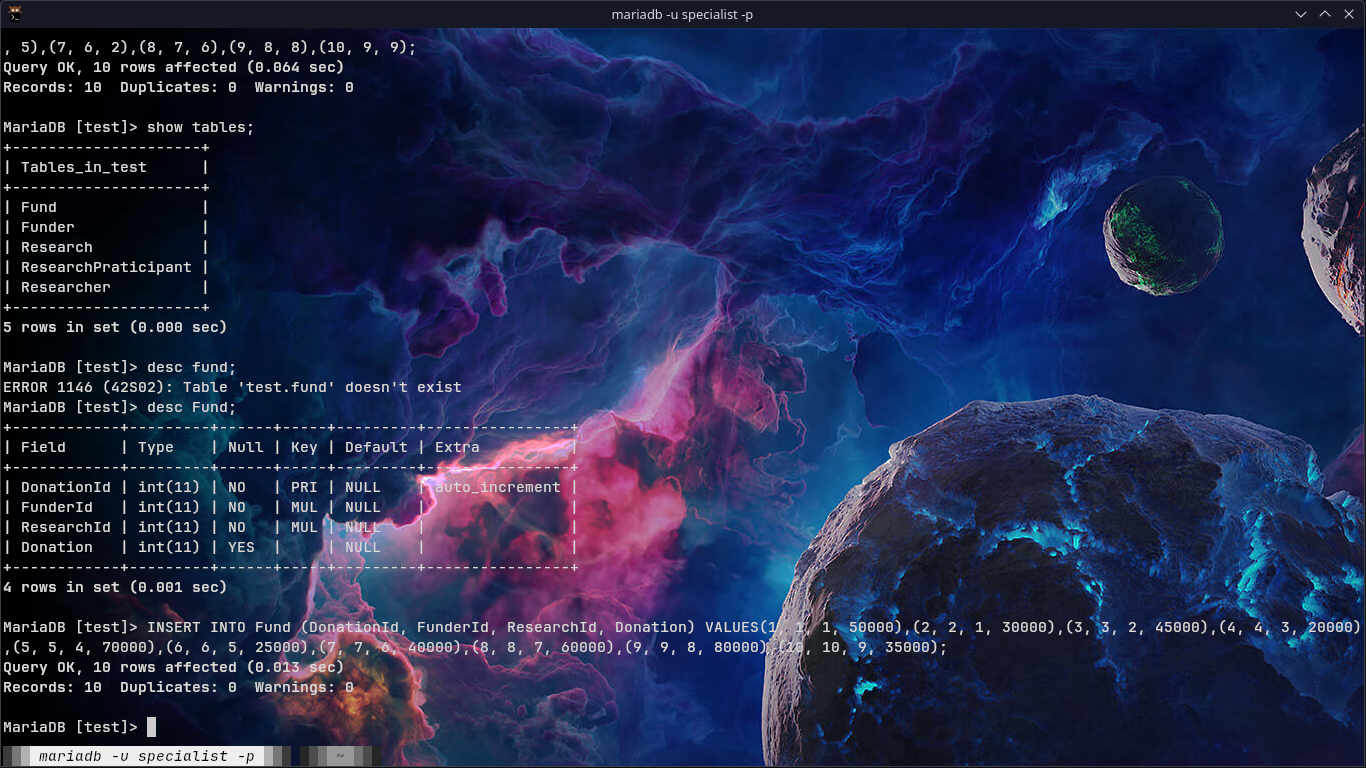 mariadb -u specialist -p
, 5),(7, 6, 2),(8, 7, 6),(9, 8, 8),(10, 9, 9);
Query OK, 10 rows affected (0.064 sec)
Records: 10  Duplicates: 0  Warnings: 0
MariaDB [test]> show tables;
+---------------------+
| Tables_in_test      |
+---------------------+
| Fund                |
| Funder              |
| Research            |
| ResearchPraticipant |
| Researcher          |
+---------------------+
5 rows in set (0.000 sec)
MariaDB [test]> desc fund;
ERROR 1146 (42S02): Table 'test.fund' doesn't exist
MariaDB [test]> desc Fund;
+------------+---------+------+-----+---------+----------------+
| Field      | Type    | Null | Key | Default | Extra          |
+------------+---------+------+-----+---------+----------------+
| DonationId | int(11) | NO   | PRI | NULL    | auto_increment |
| FunderId   | int(11) | NO   | MUL | NULL    |                |
| ResearchId | int(11) | NO   | MUL | NULL    |                |
| Donation   | int(11) | YES  |     | NULL    |                |
+------------+---------+------+-----+---------+----------------+
4 rows in set (0.001 sec)
MariaDB [test]> INSERT INTO Fund (DonationId, FunderId, ResearchId, Donation) VALUES(1, 1, 1, 50000),(2, 2, 1, 30000),(3, 3, 2, 45000),(4, 4, 3, 20000)
,(5, 5, 4, 70000),(6, 6, 5, 25000),(7, 7, 6, 40000),(8, 8, 7, 60000),(9, 9, 8, 80000),(10, 10, 9, 35000);
Query OK, 10 rows affected (0.013 sec)
Records: 10  Duplicates: 0  Warnings: 0
MariaDB [test]>
mariadb -u specialist -p ~